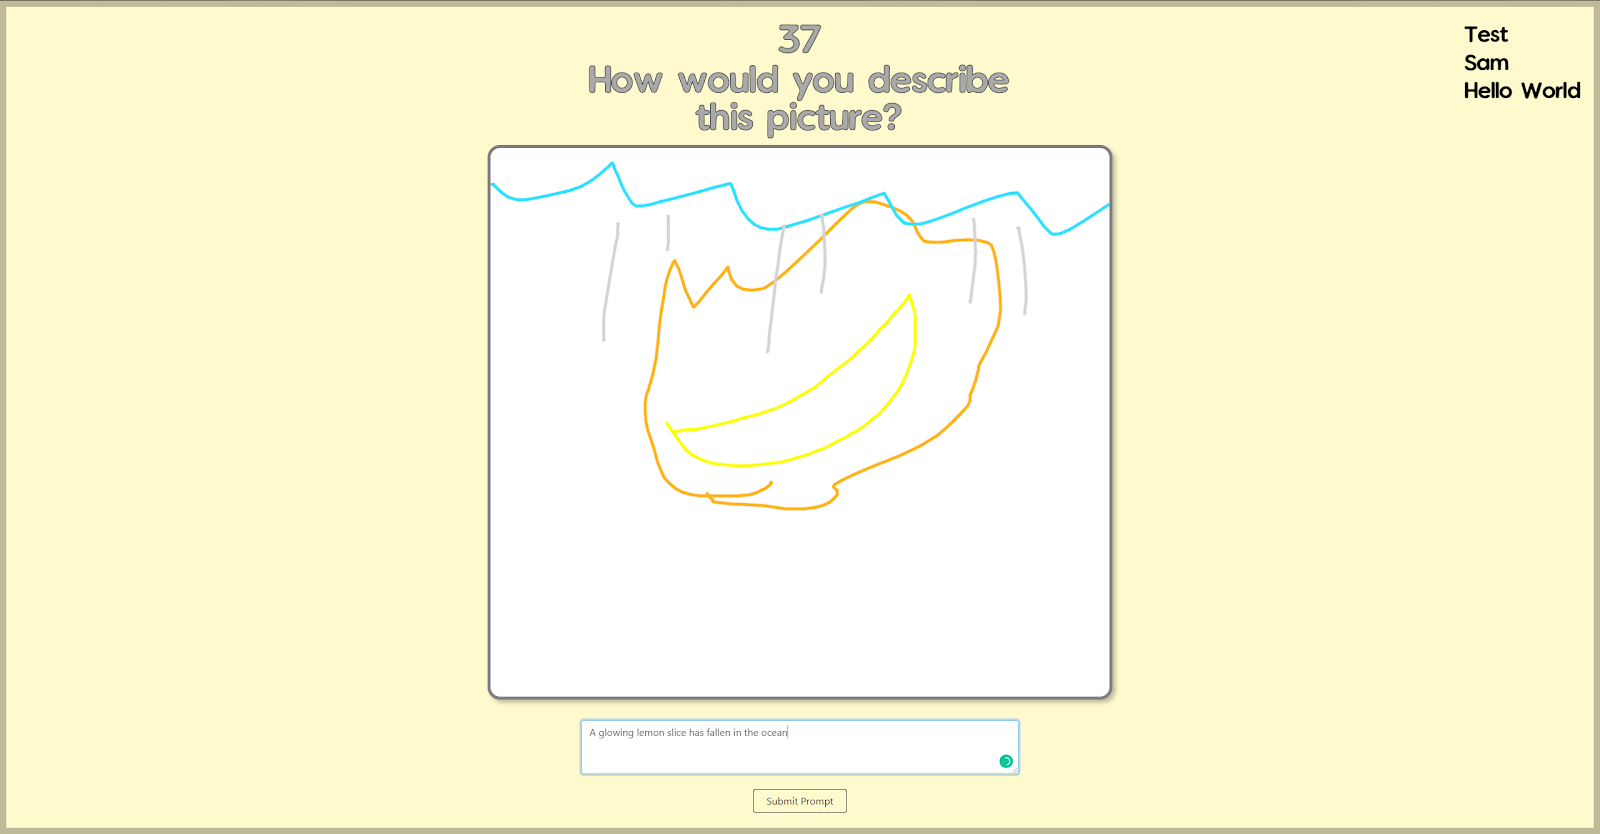 37
How would you describe
this picture?
Test
Sam
Hello World
A glowing lemon slice has fallen in the ocean
Submit Prompt